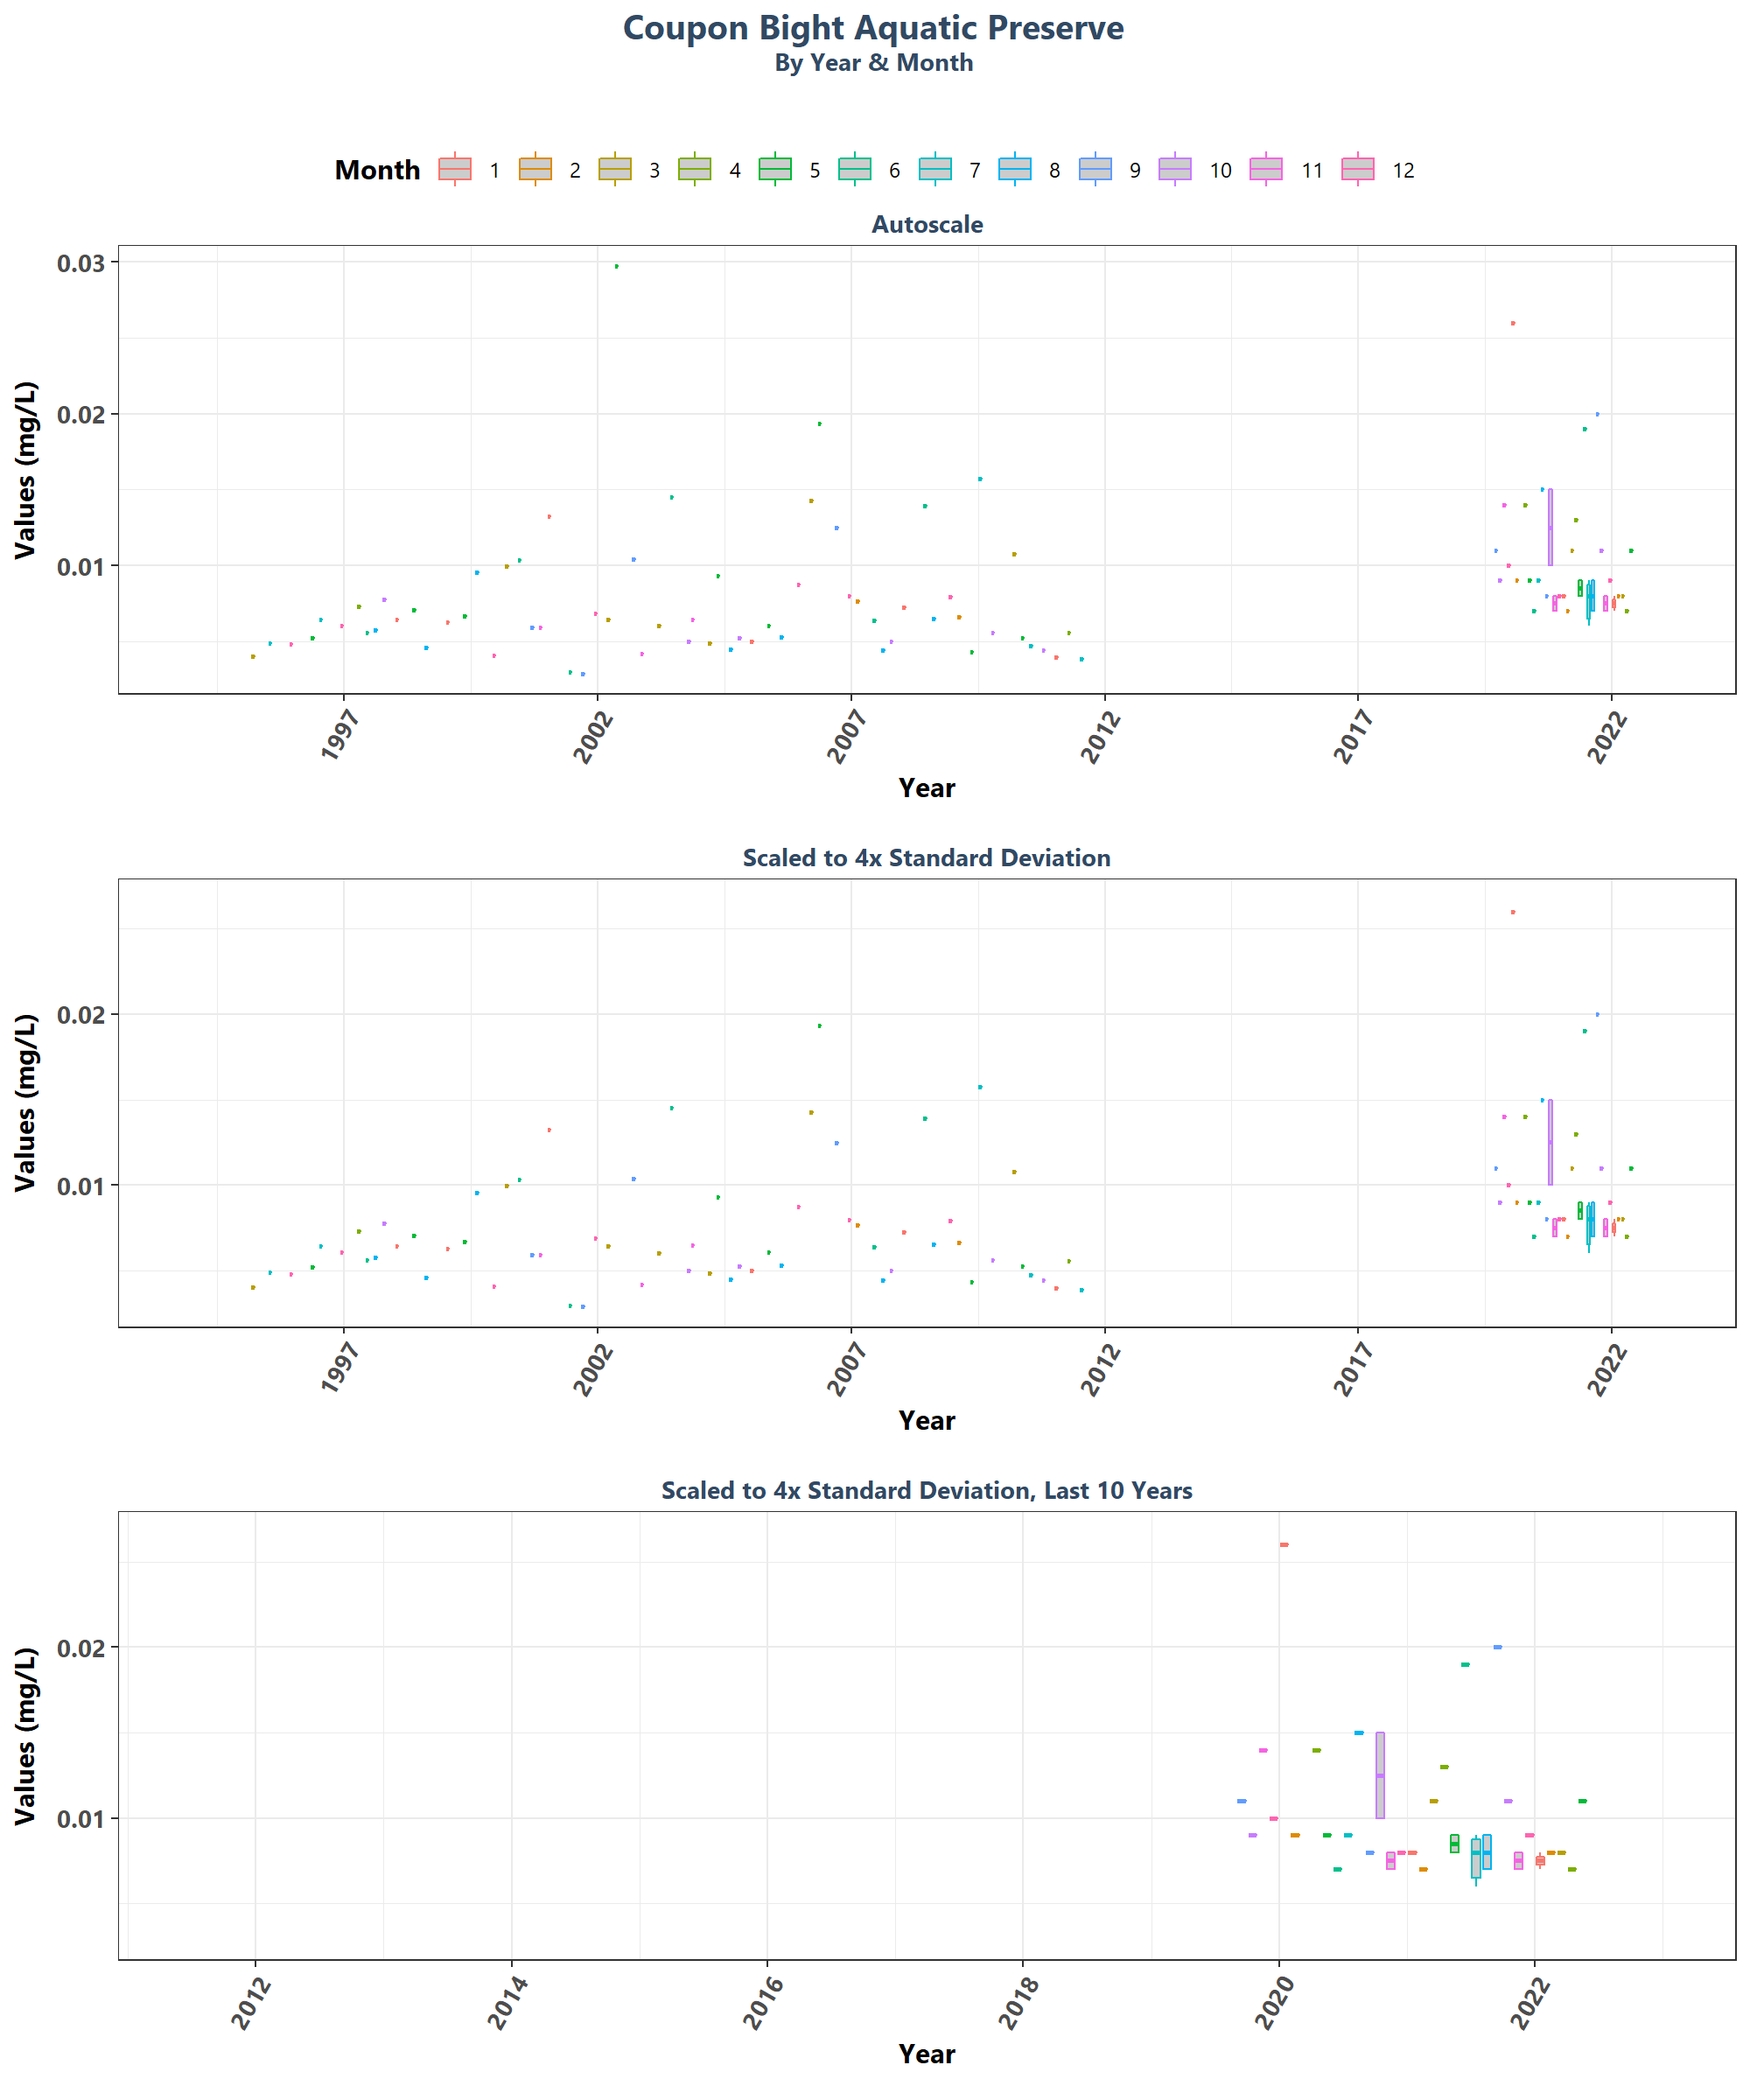 Coupon Bight Aquatic Preserve
By Year & Month
Month 1 2 3 4 5 6 7 8 9 10 11 12
Autoscale
Values (mg/L)
0.03
0.02
0.01
1997 2002 2007 2012 2017 2022
Year
Scaled to 4x Standard Deviation
Values (mg/L)
0.02
0.01
1997 2002 2007 2012 2017 2022
Year
Scaled to 4x Standard Deviation, Last 10 Years
Values (mg/L)
0.02
0.01
2012 2014 2016 2018 2020 2022
Year